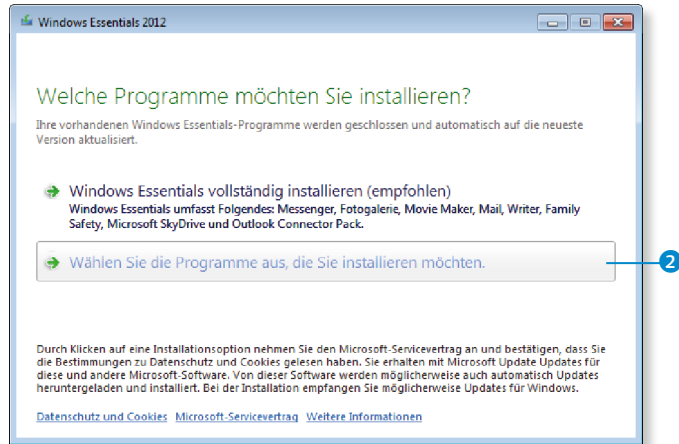 Windows Essentials 2012
Welche Programme möchten Sie installieren?
Ihre vorhandenen Windows Essentials-Programme werden geschlossen und automatisch auf die neueste
Version aktualisiert.
Windows Essentials vollständig installieren (empfohlen)
Windows Essentials umfasst Folgendes: Messenger, Fotogalerie, Movie Maker, Mail, Writer, Family
Safety, Microsoft SkyDrive und Outlook Connector Pack.
Wählen Sie die Programme aus, die Sie installieren möchten.
2
Durch Klicken auf eine Installationsoption nehmen Sie den Microsoft-Servicevertrag an und bestätigen, dass Sie
die Bestimmungen zu Datenschutz und Cookies gelesen haben. Sie erhalten mit Microsoft Update Updates für
diese und andere Microsoft-Software. Von dieser Software werden möglicherweise auch automatisch Updates
heruntergeladen und installiert. Bei der Installation empfangen Sie möglicherweise Updates für Windows.
Datenschutz und Cookies Microsoft-Servicevertrag Weitere Informationen